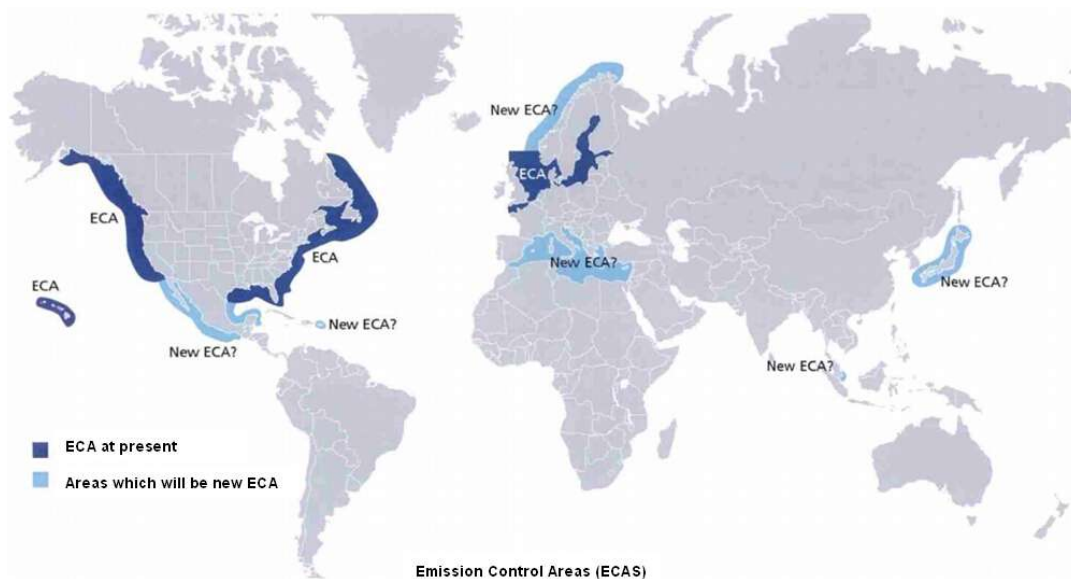 New ECA?
ECA
ECA
ECA
New ECA?
ECA
New ECA?
New ECA?
New ECA?
New ECA?
ECA at present
Areas which will be new ECA
Emission Control Areas (ECAS)